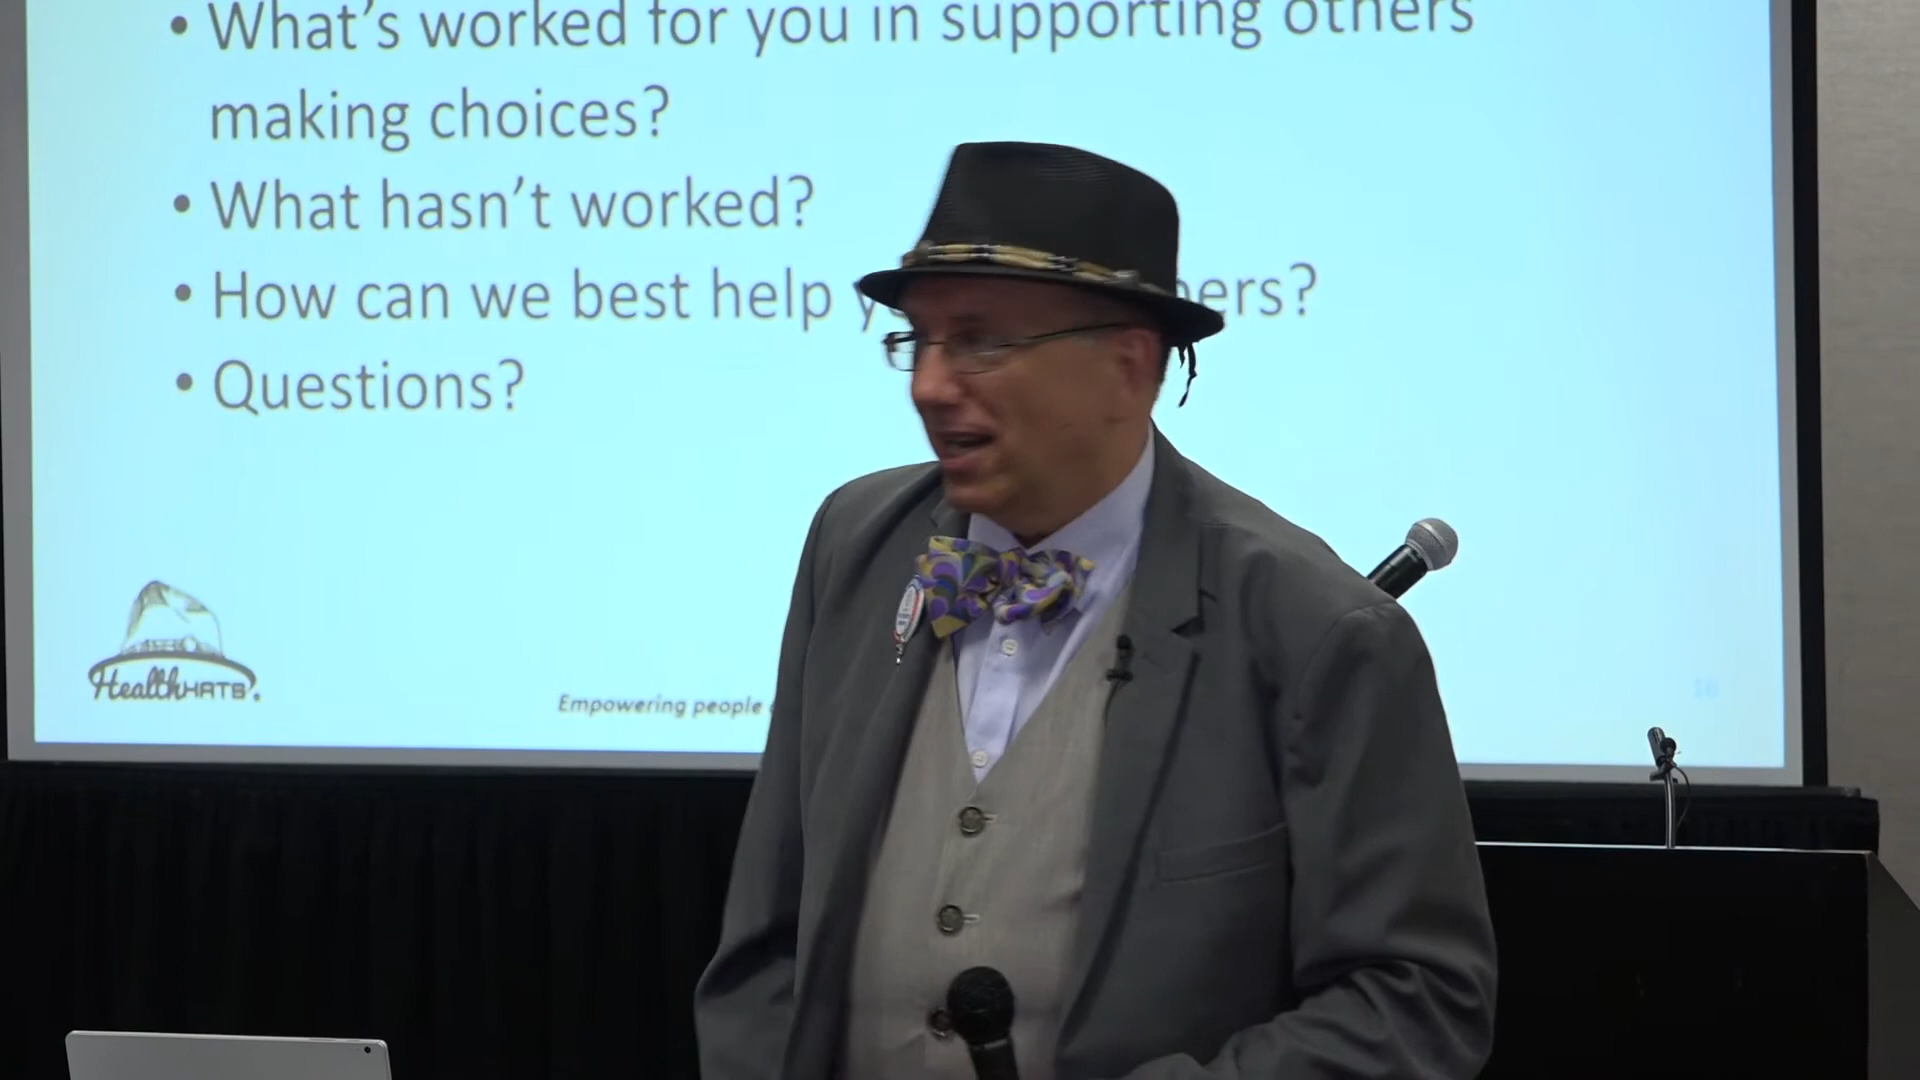 • What's worked for you in supporting others
making choices?
• What hasn't worked?
• How can we best help
• Questions?
HealthHATS.
Empowering people
16